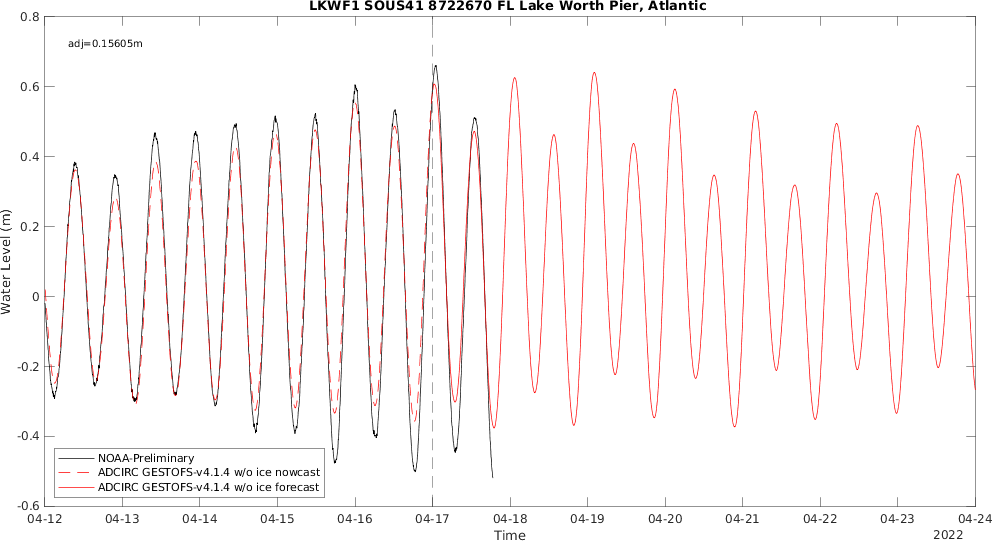 LKWF1 SOUS41 8722670 FL Lake Worth Pier, Atlantic
adj=0.15605m
0.8
0.6
0.4
0.2
0
-0.2
-0.4
-0.6
Water Level (m)
NOAA-Preliminary
ADCIRC GESTOFS-v4.1.4 w/o ice nowcast
ADCIRC GESTOFS-v4.1.4 w/o ice forecast
04-12 04-13 04-14 04-15 04-16 04-17 04-18 04-19 04-20 04-21 04-22 04-23 04-24
Time
2022